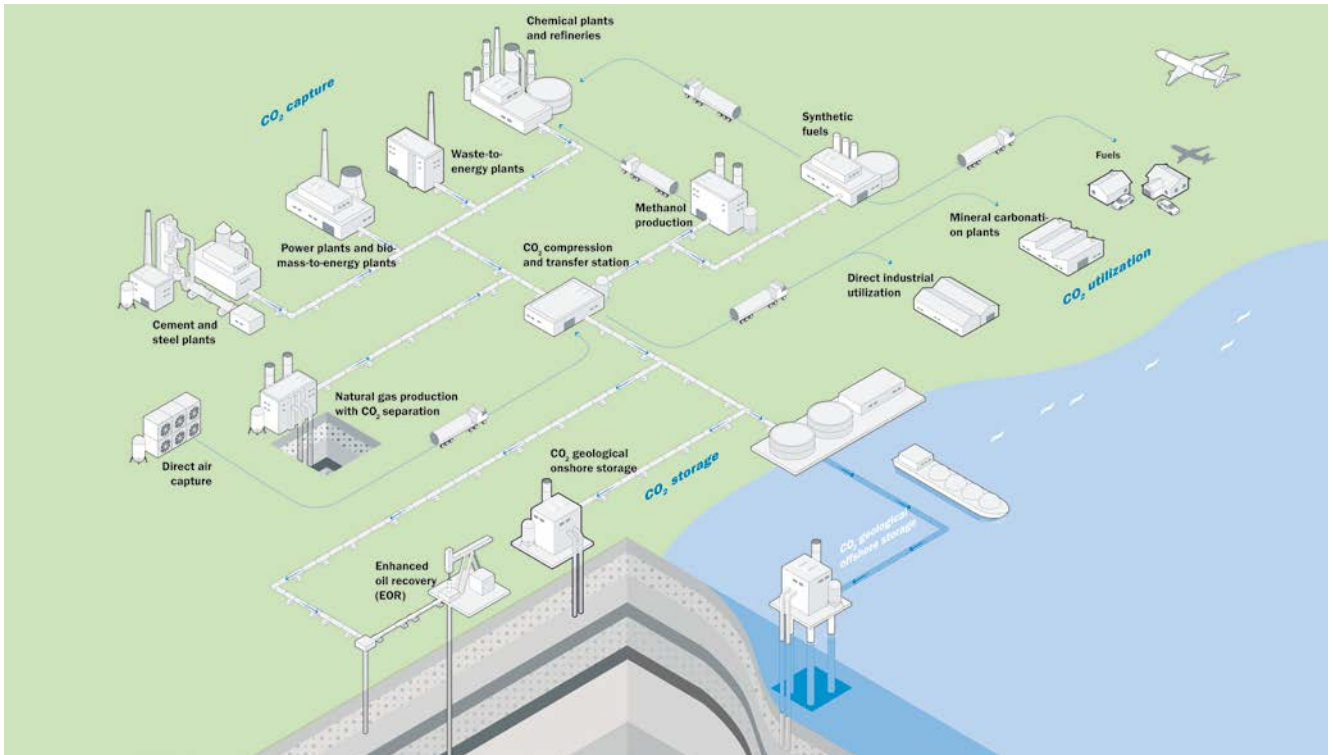 Chemical plants
and refineries
CO₂ capture
Waste-to-
energy plants
Synthetic
fuels
Fuels
Methanol
production
Mineral carbonati-
on plants
Power plants and bio-
mass-to-energy plants
CO₂ compression
and transfer station
Direct industrial
utilization
CO₂ utilization
Cement and
steel plants
Natural gas production
with CO₂ separation
Direct air
capture
CO₂ geological
onshore storage
CO₂ storage
CO₂ geological
offshore storage
Enhanced
oil recovery
(EOR)